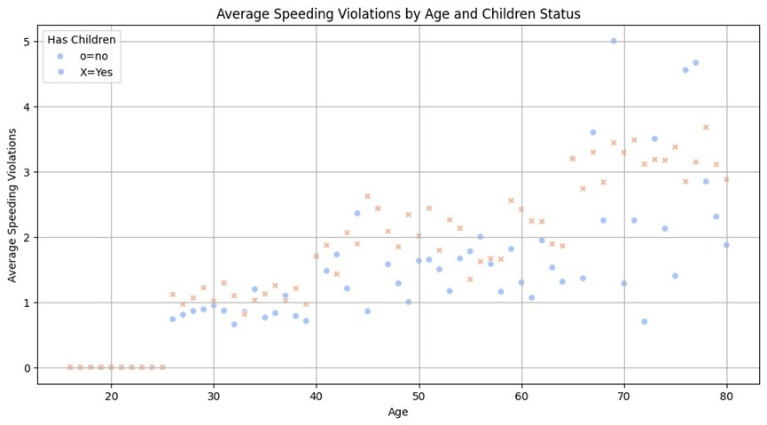 Average Speeding Violations by Age and Children Status
Has Children
o=no
X=Yes
5
4
3
2
1
0
Average Speeding Violations
20
30
40
50
60
70
80
Age